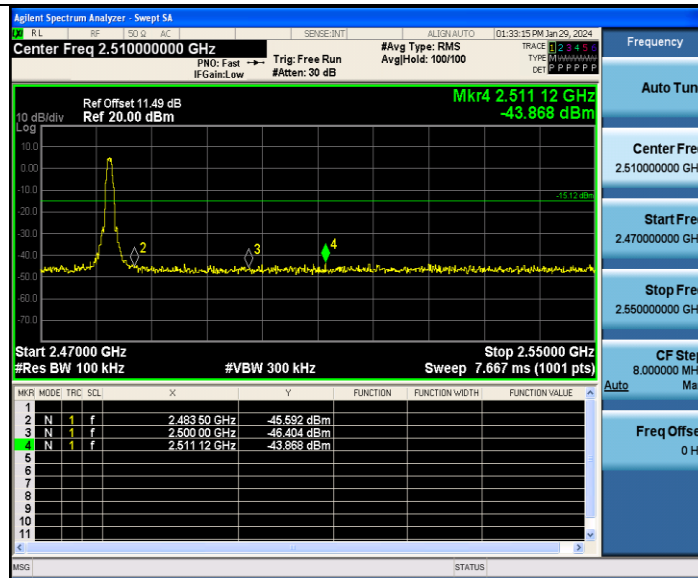 Agilent Spectrum Analyzer - Swept SA
RL RF 50 Ω AC SENSE:INT ALIGN AUTO 01:33:15 PM Jan 29, 2024
Center Freq 2.510000000 GHz
PNO: Fast Trig: Free Run
IFGain:Low #Atten: 30 dB
#Avg Type: RMS
Avg|Hold: 100/100
TRACE 1 2 3 4 5 6
TYPE M
DET P P P P P P
Ref Offset 11.49 dB
Ref 20.00 dBm
10 dB/div
Log
Mkr4 2.511 12 GHz
-43.868 dBm
10.0
0.00
-10.0
-20.0
-30.0
-40.0
-50.0
-60.0
-70.0
-15.12 dBm
2
3
4
Start 2.47000 GHz Stop 2.55000 GHz
#Res BW 100 kHz #VBW 300 kHz Sweep 7.667 ms (1001 pts)
MKR MODE TRC SCL X Y FUNCTION FUNCTION WIDTH FUNCTION VALUE
1
2 N 1 f 2.483 50 GHz -45.592 dBm
3 N 1 f 2.500 00 GHz -46.404 dBm
4 N 1 f 2.511 12 GHz -43.868 dBm
5
6
7
8
9
10
11
MSG STATUS
Frequency
Auto Tun
Center Fre
2.510000000 GH
Start Fre
2.470000000 GH
Stop Fre
2.550000000 GH
CF Step
8.000000 MH
Auto Ma
Freq Offse
0 H